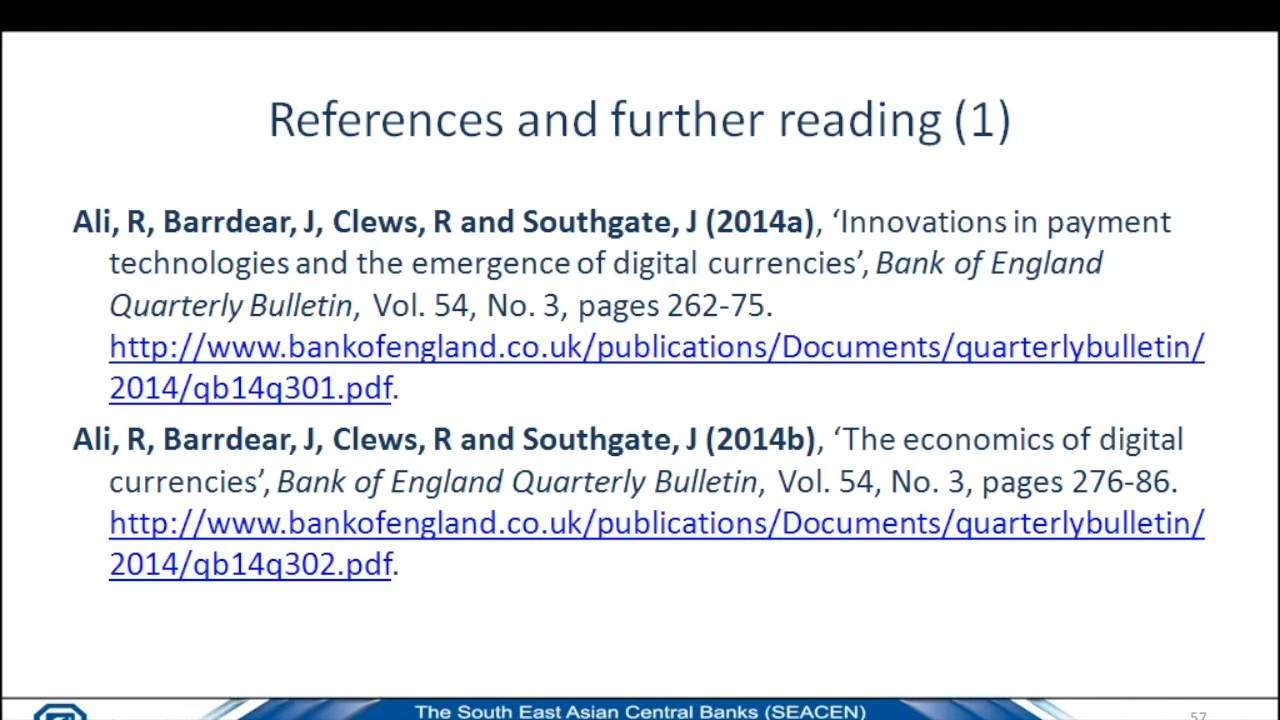 References and further reading (1)
Ali, R, Barrdear, J, Clews, R and Southgate, J (2014a), ‘Innovations in payment
technologies and the emergence of digital currencies’, Bank of England
Quarterly Bulletin, Vol. 54, No. 3, pages 262-75.
http://www.bankofengland.co.uk/publications/Documents/quarterlybulletin/
2014/qb14q301.pdf.
Ali, R, Barrdear, J, Clews, R and Southgate, J (2014b), ‘The economics of digital
currencies’, Bank of England Quarterly Bulletin, Vol. 54, No. 3, pages 276-86.
http://www.bankofengland.co.uk/publications/Documents/quarterlybulletin/
2014/qb14q302.pdf.
The South East Asian Central Banks (SEACEN)
57